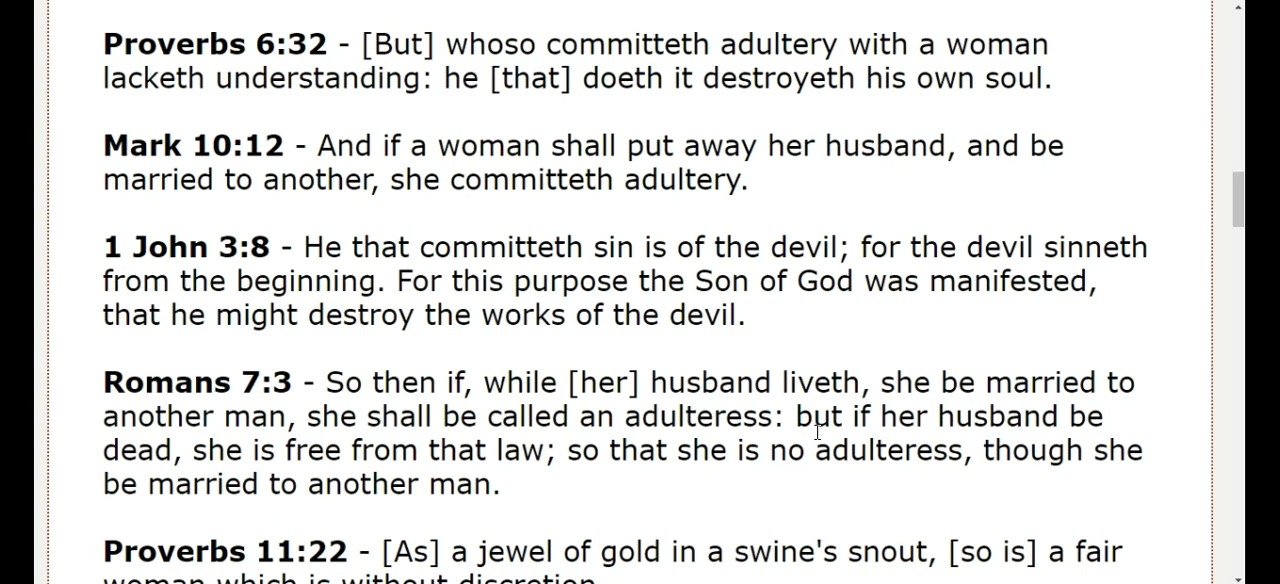 Proverbs 6:32 - [But] whoso committeth adultery with a woman
lacketh understanding: he [that] doeth it destroyeth his own soul.
Mark 10:12 - And if a woman shall put away her husband, and be
married to another, she committeth adultery.
1 John 3:8 - He that committeth sin is of the devil; for the devil sinneth
from the beginning. For this purpose the Son of God was manifested,
that he might destroy the works of the devil.
Romans 7:3 - So then if, while [her] husband liveth, she be married to
another man, she shall be called an adulteress: but if her husband be
dead, she is free from that law; so that she is no adulteress, though she
be married to another man.
Proverbs 11:22 - [As] a jewel of gold in a swine's snout, [so is] a fair
woman which is without discretion.